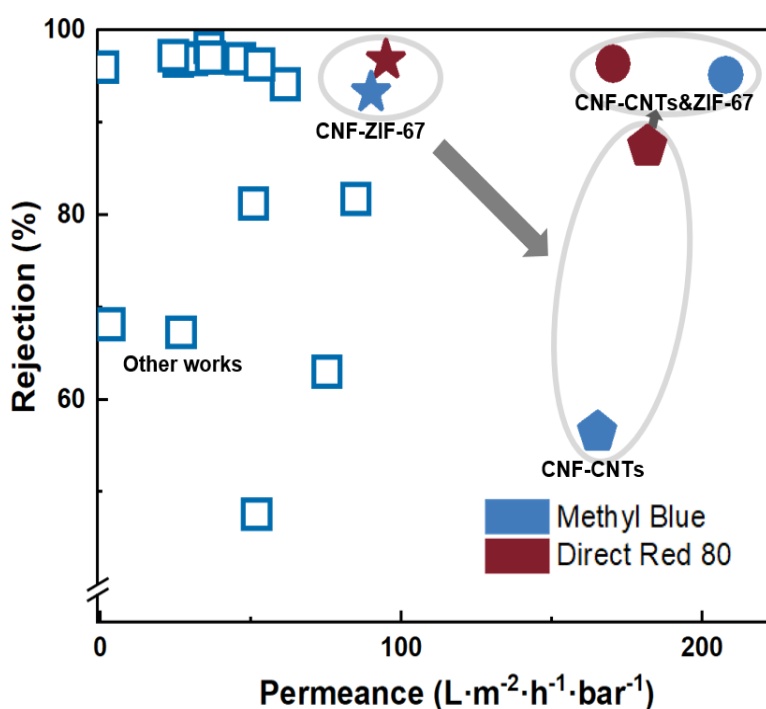 100
80
60
Rejection (%)
CNF-ZIF-67
CNF-CNTs&ZIF-67
Other works
CNF-CNTs
Methyl Blue
Direct Red 80
0
100
200
Permeance (L·m⁻²·h⁻¹·bar⁻¹)